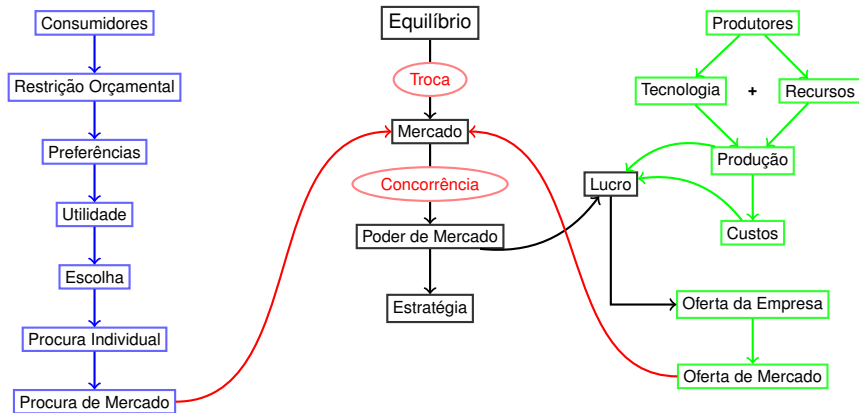 Consumidores
Restrição Orçamental
Preferências
Utilidade
Escolha
Procura Individual
Procura de Mercado
Equilíbrio
Troca
Mercado
Concorrência
Poder de Mercado
Estratégia
Lucro
Produtores
Tecnologia + Recursos
Produção
Custos
Oferta da Empresa
Oferta de Mercado